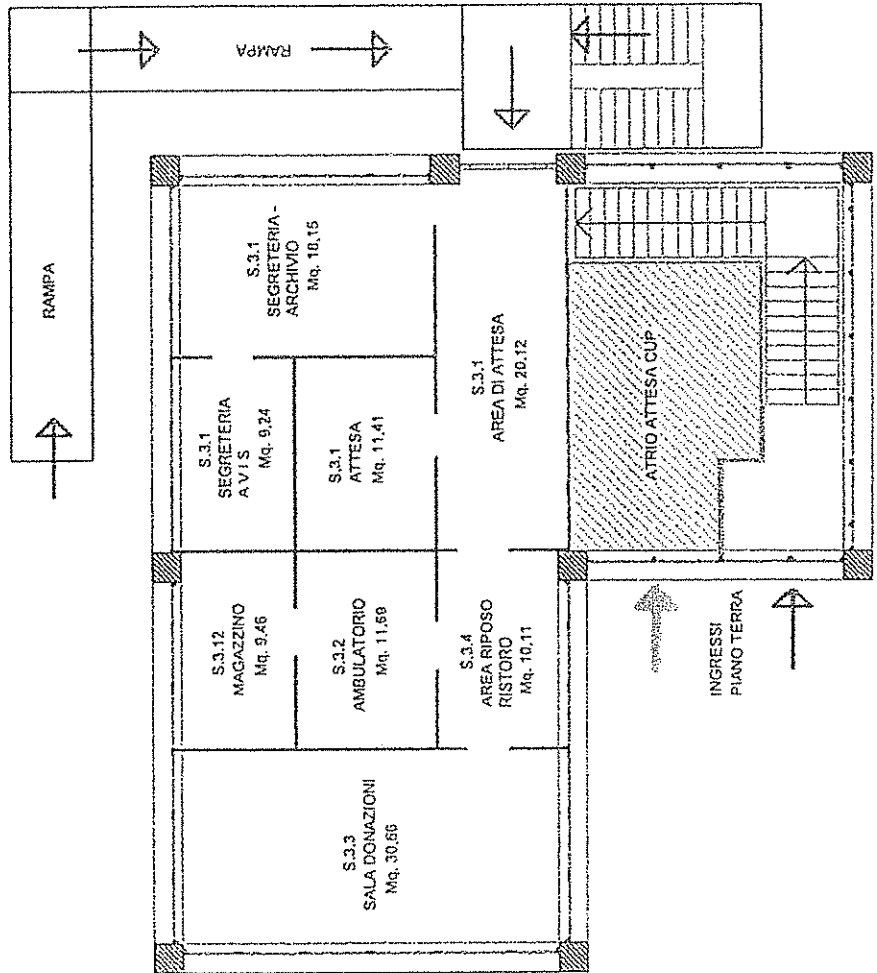 RAMPA
RAMPA
S.3.1
SEGRETERIA -
ARCHIVIO
Mq. 18,15
S.3.1
SEGRETERIA
A V I S
Mq. 9,24
S.3.1
ATTESA
Mq. 11,41
S.3.1
AREA DI ATTESA
Mq. 20,12
S.3.12
MAGAZZINO
Mq. 9,46
S.3.2
AMBULATORIO
Mq. 11,69
S.3.4
AREA RIPOSO
RISTORO
Mq. 10,11
S.3.3
SALA DONAZIONI
Mq. 30,66
ATRIO ATTESA CUP
INGRESSI
PIANO TERRA